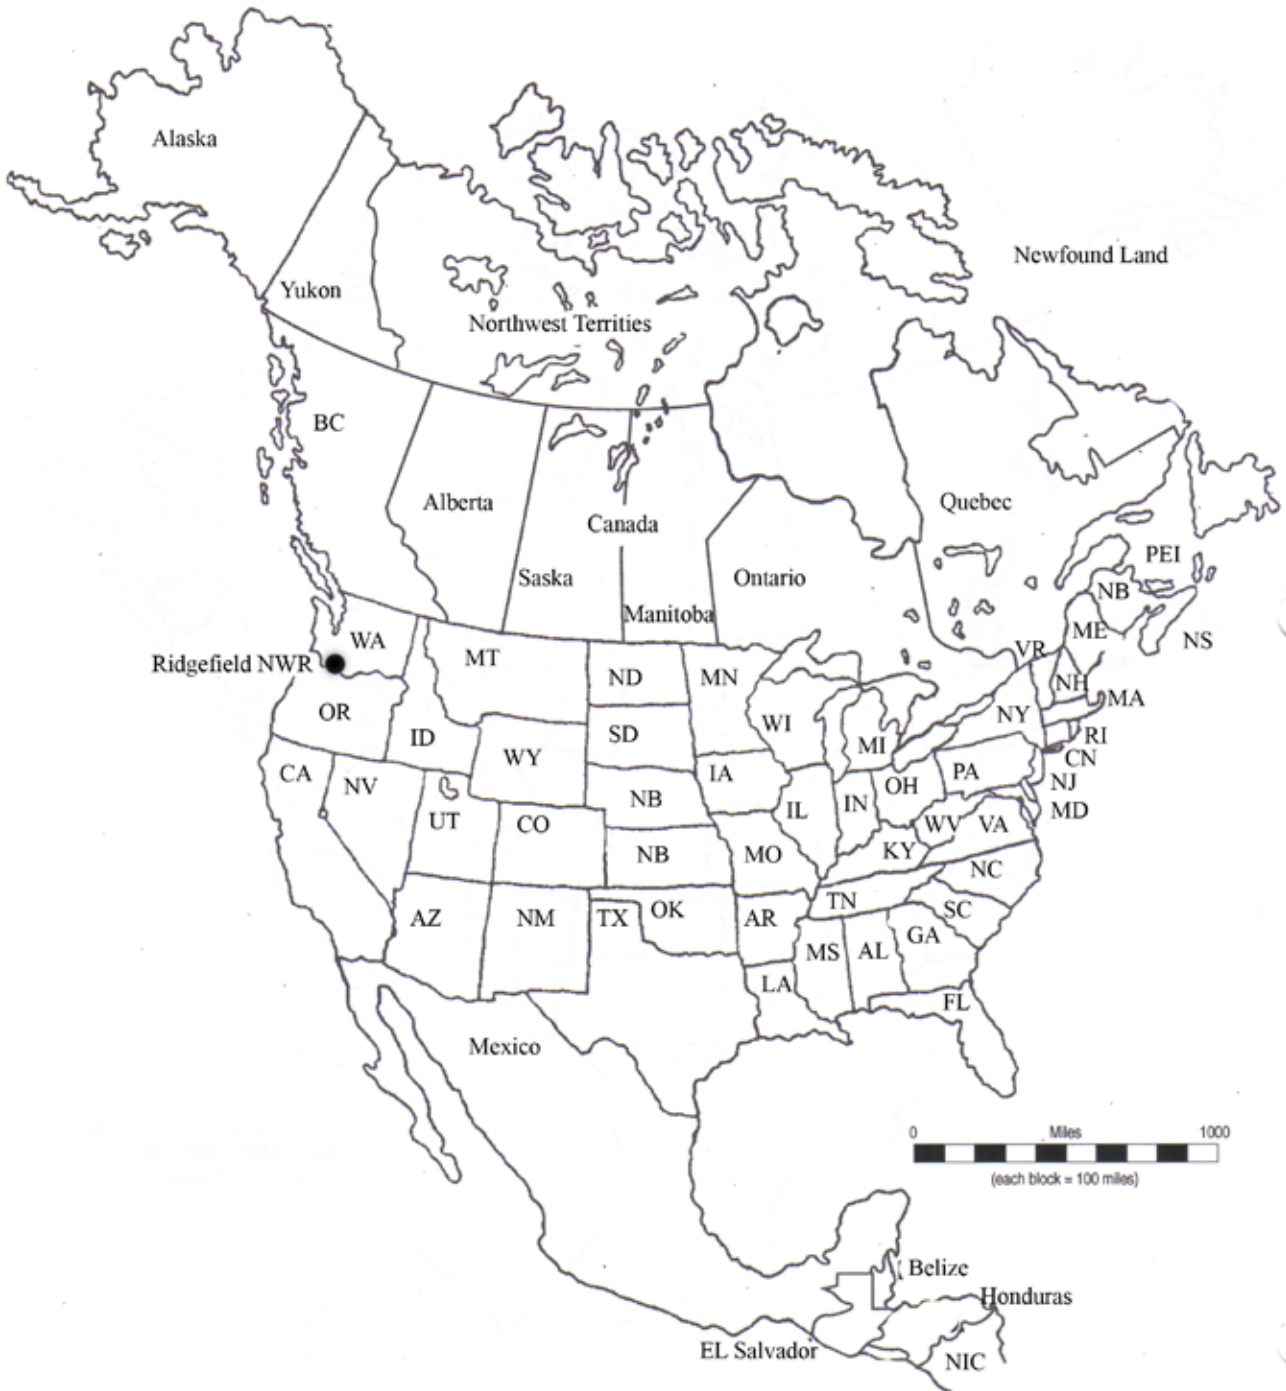 Alaska
Newfound Land
Yukon
Northwest Territies
BC
Alberta
Canada
Quebec
PEI
Saska
Ontario
NB
Manitoba
ME
NS
WA
VR
Ridgefield NWR
MT
ND
MN
NH
MA
OR
NY
WI
ID
SD
MI
RI
WY
CN
CA
NV
IA
PA
NJ
OH
NB
IN
IL
MD
UT
CO
WV
VA
KY
MO
NB
NC
TN
AZ
NM
TX
OK
AR
SC
GA
MS
AL
LA
FL
Mexico
0 Miles 1000
(each block = 100 miles)
Belize
Honduras
EL Salvador
NIC